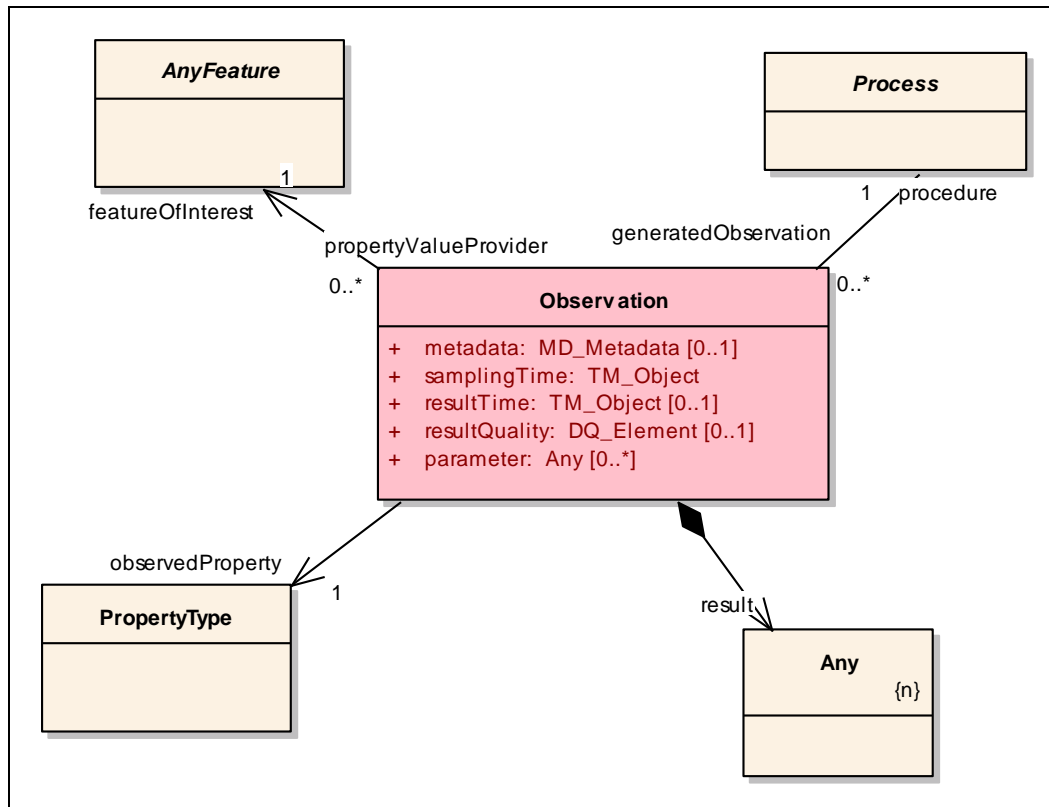 AnyFeature
Process
1
featureOfInterest
1
procedure
propertyValueProvider
generatedObservation
0..*
0..*
Observation
+ metadata: MD_Metadata [0..1]
+ samplingTime: TM_Object
+ resultTime: TM_Object [0..1]
+ resultQuality: DQ_Element [0..1]
+ parameter: Any [0..*]
observedProperty
1
result
PropertyType
Any
{n}